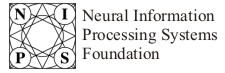 N I Neural Information
Processing Systems
P S Foundation